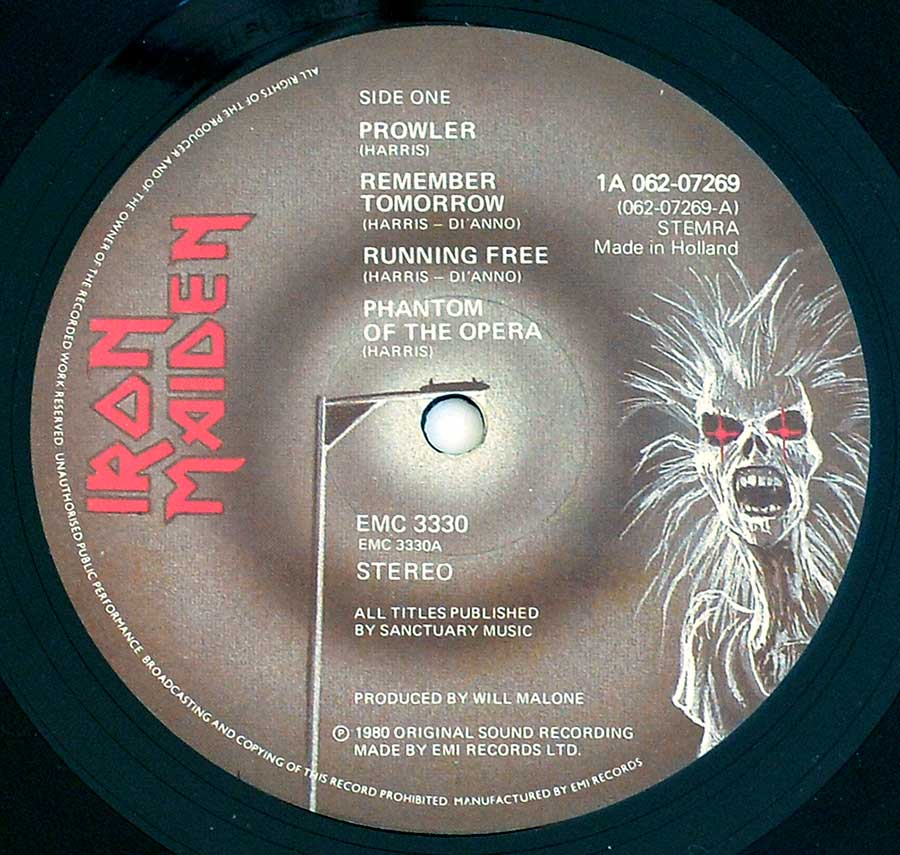 SIDE ONE
PROWLER
(HARRIS)
REMEMBER
TOMORROW
(HARRIS – DI'ANNO)
RUNNING FREE
(HARRIS – DI'ANNO)
PHANTOM
OF THE OPERA
(HARRIS)
1A 062-07269
(062-07269-A)
STEMRA
Made in Holland
IRON
MAIDEN
EMC 3330
EMC 3330A
STEREO
ALL TITLES PUBLISHED
BY SANCTUARY MUSIC
PRODUCED BY WILL MALONE
Ⓟ 1980 ORIGINAL SOUND RECORDING
MADE BY EMI RECORDS LTD.
ALL RIGHTS OF THE PRODUCER AND OF THE OWNER OF THE RECORDED WORK RESERVED. UNAUTHORISED PUBLIC PERFORMANCE BROADCASTING AND COPYING OF THIS RECORD PROHIBITED. MANUFACTURED BY EMI RECORDS